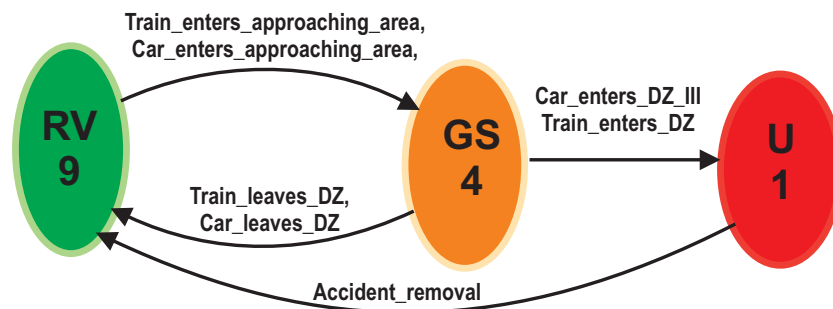 Train_enters_approaching_area,
Car_enters_approaching_area,
RV
9
GS
4
Car_enters_DZ_III
Train_enters_DZ
U
1
Train_leaves_DZ,
Car_leaves_DZ
Accident_removal